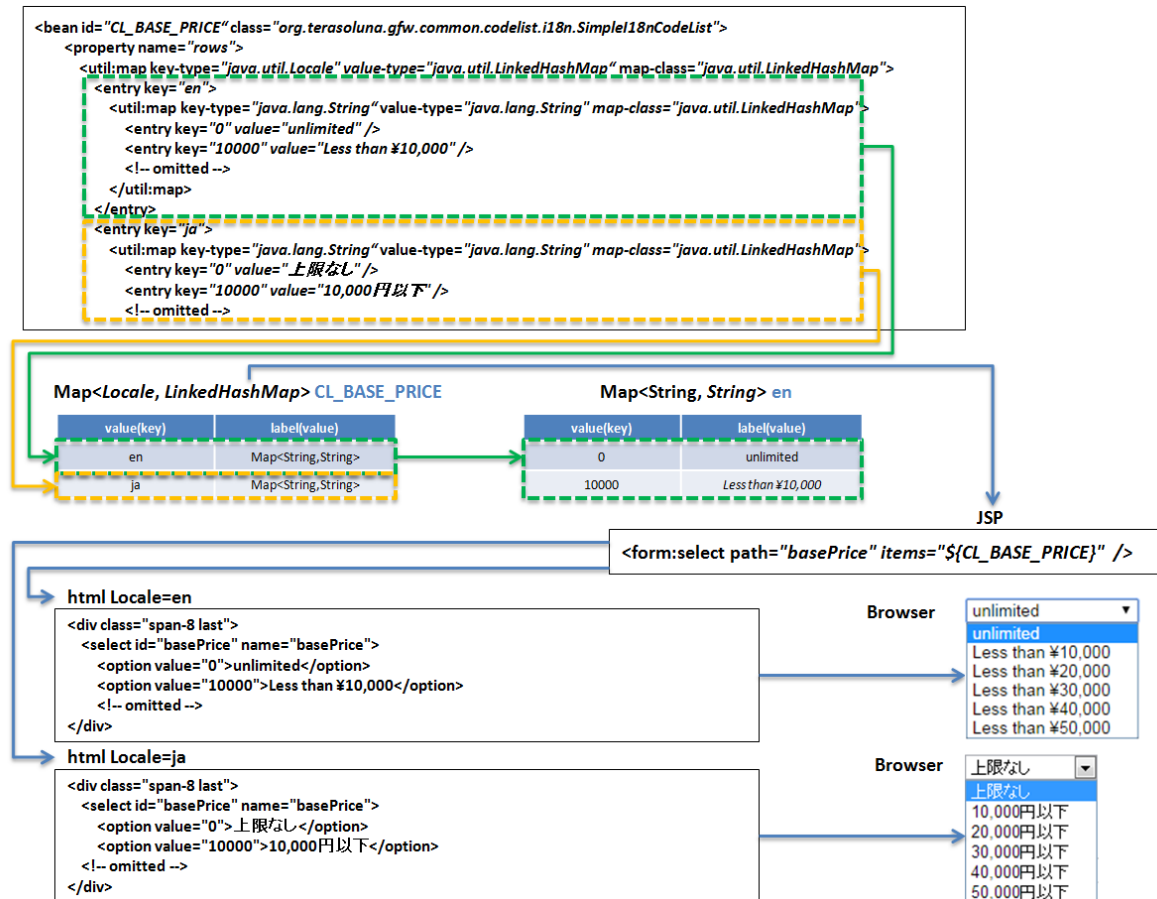 <bean id="CL_BASE_PRICE“ class="org.terasoluna.gfw.common.codelist.i18n.SimpleI18nCodeList">
<property name="rows">
<util:map key-type="java.util.Locale" value-type="java.util.LinkedHashMap“ map-class="java.util.LinkedHashMap">
<entry key="en">
<util:map key-type="java.lang.String“ value-type="java.lang.String" map-class="java.util.LinkedHashMap">
<entry key="0" value="unlimited" />
<entry key="10000" value="Less than ¥10,000" />
<!-- omitted -->
</util:map>
</entry>
<entry key="ja">
<util:map key-type="java.lang.String“ value-type="java.lang.String" map-class="java.util.LinkedHashMap">
<entry key="0" value="上限なし" />
<entry key="10000" value="10,000円以下" />
<!-- omitted -->
Map<Locale, LinkedHashMap> CL_BASE_PRICE
value(key) label(value)
en Map<String,String>
ja Map<String,String>
Map<String, String> en
value(key) label(value)
0 unlimited
10000 Less than ¥10,000
JSP
<form:select path="basePrice" items="${CL_BASE_PRICE}" />
html Locale=en
<div class="span-8 last">
<select id="basePrice" name="basePrice">
<option value="0">unlimited</option>
<option value="10000">Less than ¥10,000</option>
<!-- omitted -->
</div>
Browser
unlimited
unlimited
Less than ¥10,000
Less than ¥20,000
Less than ¥30,000
Less than ¥40,000
Less than ¥50,000
html Locale=ja
<div class="span-8 last">
<select id="basePrice" name="basePrice">
<option value="0">上限なし</option>
<option value="10000">10,000円以下</option>
<!-- omitted -->
</div>
Browser
上限なし
上限なし
10,000円以下
20,000円以下
30,000円以下
40,000円以下
50,000円以下